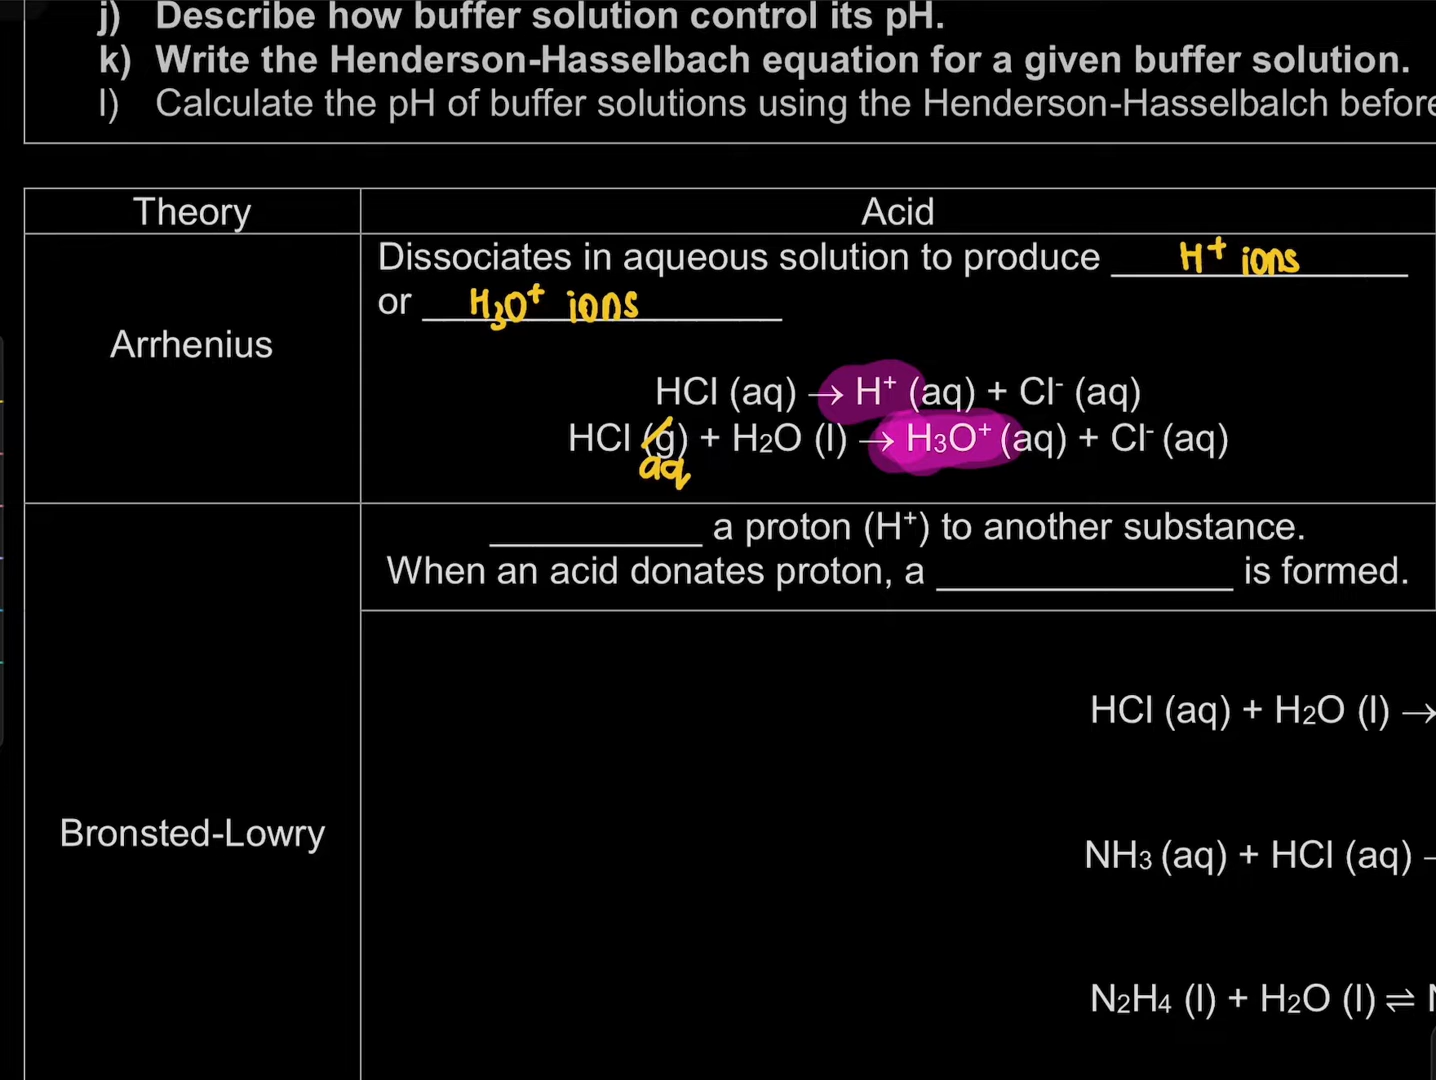 j) Describe how buffer solution control its pH.
k) Write the Henderson-Hasselbach equation for a given buffer solution.
l) Calculate the pH of buffer solutions using the Henderson-Hasselbalch before
Theory
Acid
Arrhenius
Dissociates in aqueous solution to produce H⁺ ions
or H₃O⁺ ions
HCl (aq) → H⁺ (aq) + Cl⁻ (aq)
HCl (g) + H₂O (l) → H₃O⁺ (aq) + Cl⁻ (aq)
aq
Bronsted-Lowry
__________ a proton (H⁺) to another substance.
When an acid donates proton, a ______________ is formed.
HCl (aq) + H₂O (l) →
NH₃ (aq) + HCl (aq)
N₂H₄ (l) + H₂O (l) ⇌